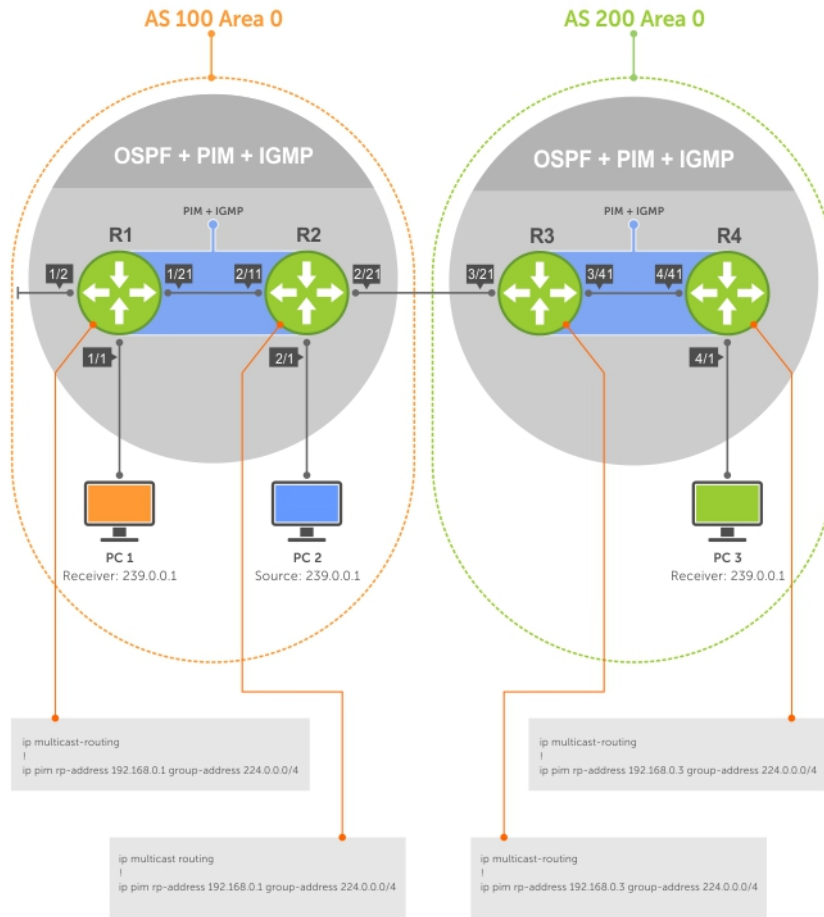 AS 100 Area 0
AS 200 Area 0
OSPF + PIM + IGMP
OSPF + PIM + IGMP
PIM + IGMP
PIM + IGMP
R1
R2
R3
R4
1/2
1/21
2/11
2/21
3/21
3/41
4/41
1/1
2/1
4/1
PC 1
Receiver: 239.0.0.1
PC 2
Source: 239.0.0.1
PC 3
Receiver: 239.0.0.1
ip multicast-routing
!
ip pim rp-address 192.168.0.1 group-address 224.0.0.0/4
ip multicast-routing
!
ip pim rp-address 192.168.0.3 group-address 224.0.0.0/4
ip multicast routing
!
ip pim rp-address 192.168.0.1 group-address 224.0.0.0/4
ip multicast-routing
!
ip pim rp-address 192.168.0.3 group-address 224.0.0.0/4